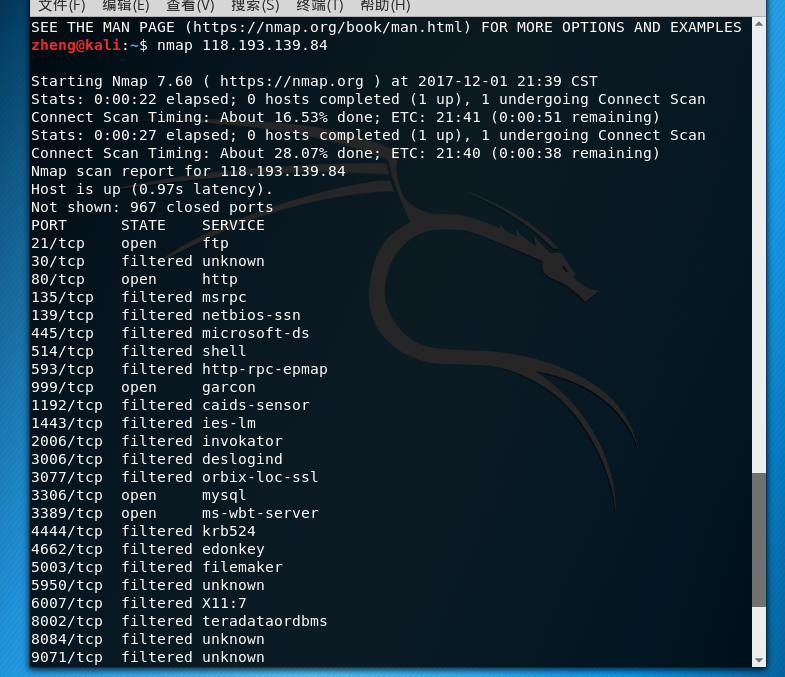 文件(F) 编辑(E) 查看(V) 搜索(S) 终端(T) 帮助(H)
SEE THE MAN PAGE (https://nmap.org/book/man.html) FOR MORE OPTIONS AND EXAMPLES
zheng@kali:~$ nmap 118.193.139.84
Starting Nmap 7.60 ( https://nmap.org ) at 2017-12-01 21:39 CST
Stats: 0:00:22 elapsed; 0 hosts completed (1 up), 1 undergoing Connect Scan
Connect Scan Timing: About 16.53% done; ETC: 21:41 (0:00:51 remaining)
Stats: 0:00:27 elapsed; 0 hosts completed (1 up), 1 undergoing Connect Scan
Connect Scan Timing: About 28.07% done; ETC: 21:40 (0:00:38 remaining)
Nmap scan report for 118.193.139.84
Host is up (0.97s latency).
Not shown: 967 closed ports
PORT STATE SERVICE
21/tcp open ftp
30/tcp filtered unknown
80/tcp open http
135/tcp filtered msrpc
139/tcp filtered netbios-ssn
445/tcp filtered microsoft-ds
514/tcp filtered shell
593/tcp filtered http-rpc-epmap
999/tcp open garcon
1192/tcp filtered caids-sensor
1443/tcp filtered ies-lm
2006/tcp filtered invokator
3006/tcp filtered deslogind
3077/tcp filtered orbix-loc-ssl
3306/tcp open mysql
3389/tcp open ms-wbt-server
4444/tcp filtered krb524
4662/tcp filtered edonkey
5003/tcp filtered filemaker
5950/tcp filtered unknown
6007/tcp filtered X11:7
8002/tcp filtered teradataordbms
8084/tcp filtered unknown
9071/tcp filtered unknown